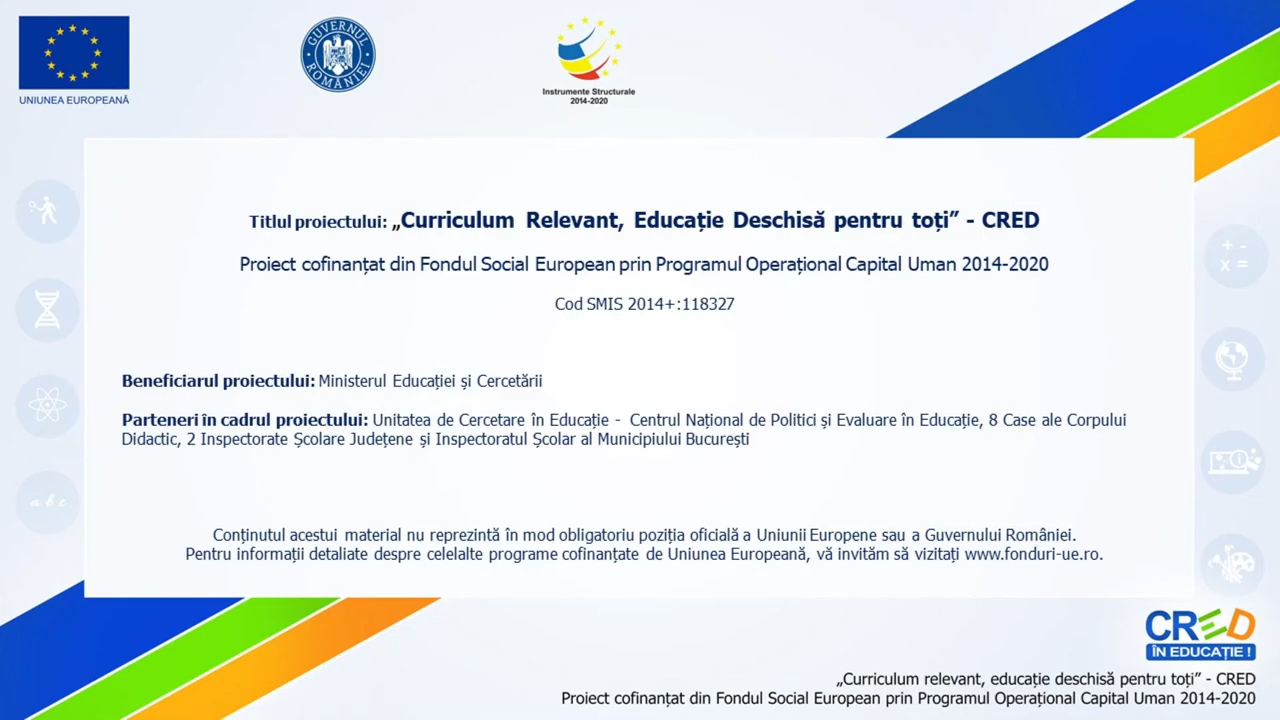 UNIUNEA EUROPEANĂ
GUVERNUL ROMÂNIEI
Instrumente Structurale
2014-2020
Titlul proiectului: „Curriculum Relevant, Educație Deschisă pentru toți” - CRED
Proiect cofinanțat din Fondul Social European prin Programul Operațional Capital Uman 2014-2020
Cod SMIS 2014+:118327
Beneficiarul proiectului: Ministerul Educației și Cercetării
Parteneri în cadrul proiectului: Unitatea de Cercetare în Educație - Centrul Național de Politici și Evaluare în Educație, 8 Case ale Corpului
Didactic, 2 Inspectorate Școlare Județene și Inspectoratul Școlar al Municipiului București
Conținutul acestui material nu reprezintă în mod obligatoriu poziția oficială a Uniunii Europene sau a Guvernului României.
Pentru informații detaliate despre celelalte programe cofinanțate de Uniunea Europeană, vă invităm să vizitați www.fonduri-ue.ro.
+ -
x =
a b c
CRED
ÎN EDUCAȚIE !
„Curriculum relevant, educație deschisă pentru toți” - CRED
Proiect cofinanțat din Fondul Social European prin Programul Operațional Capital Uman 2014-2020